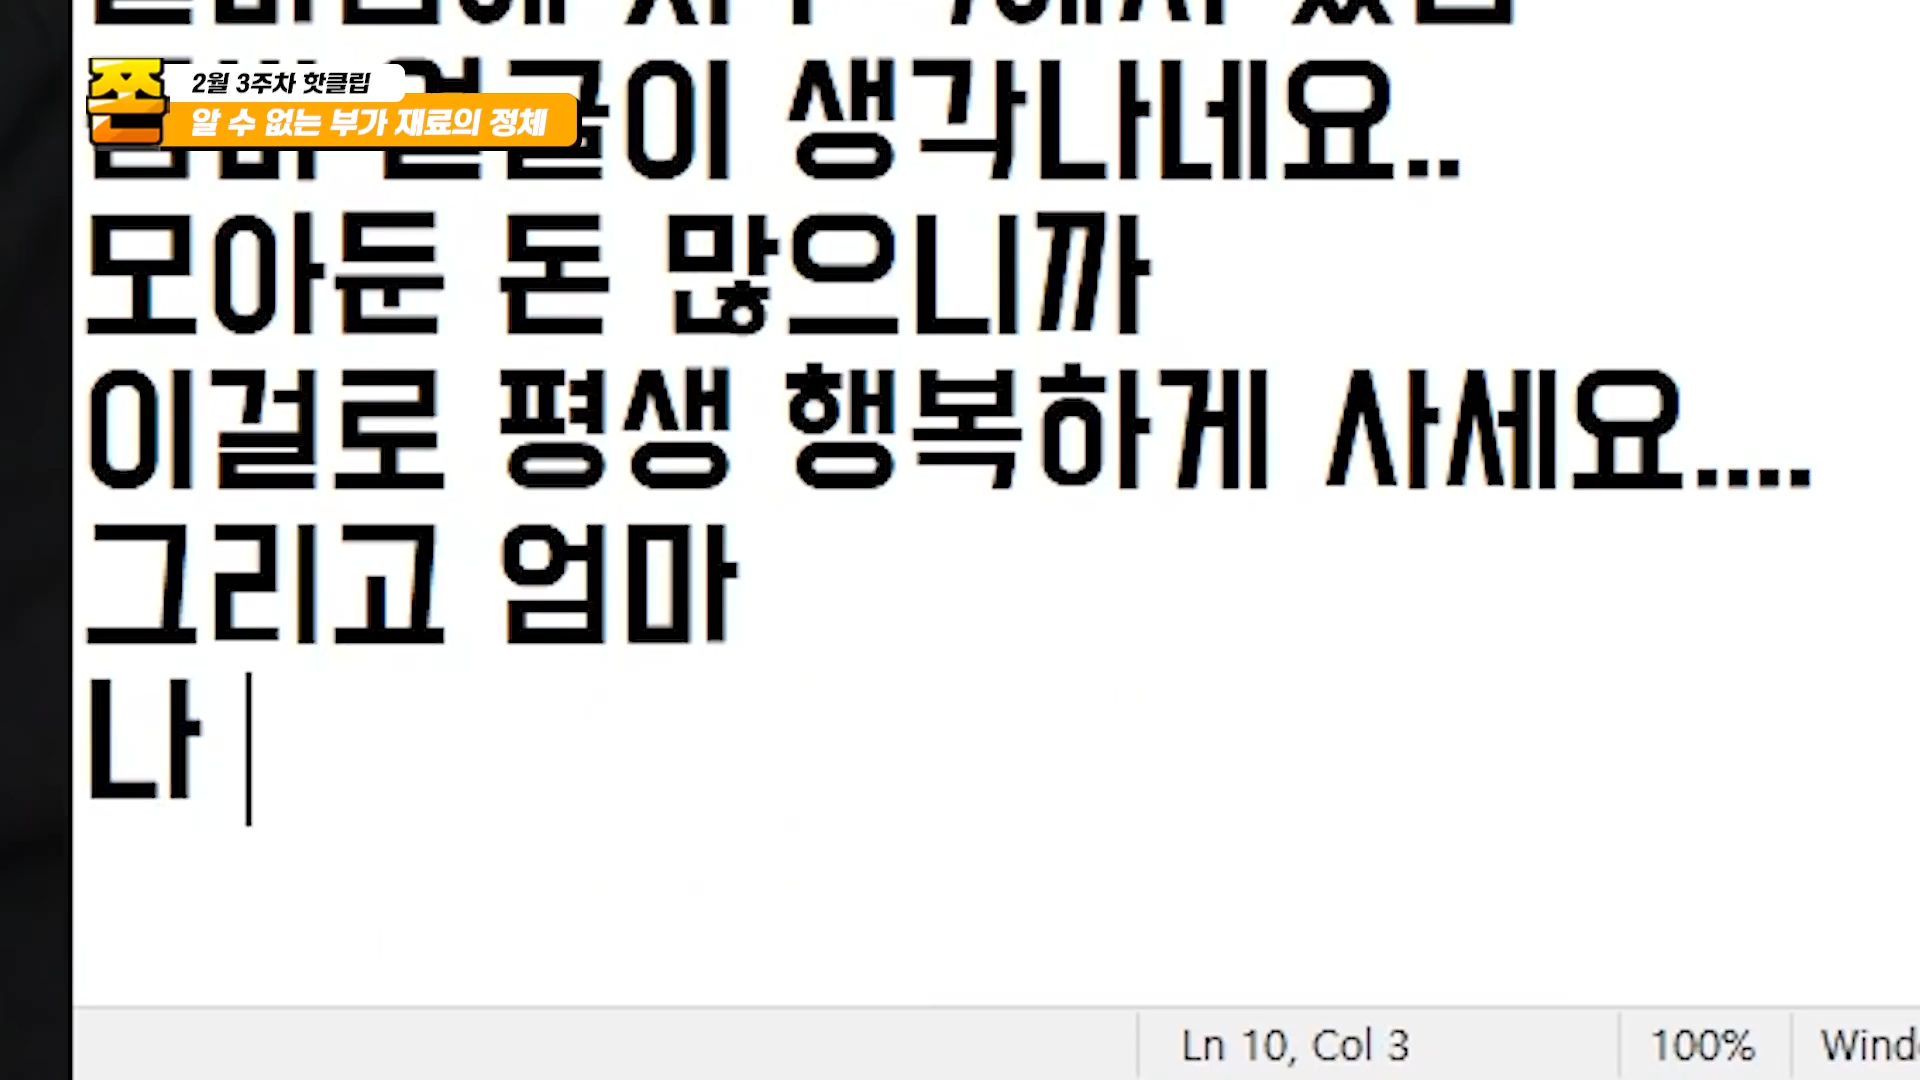 쫀
2월 3주차 핫클립
알 수 없는 부가 재료의 정체
생각나네요..
모아둔 돈 많으니까
이걸로 평생 행복하게 사세요....
그리고 엄마
나
Ln 10, Col 3
100%